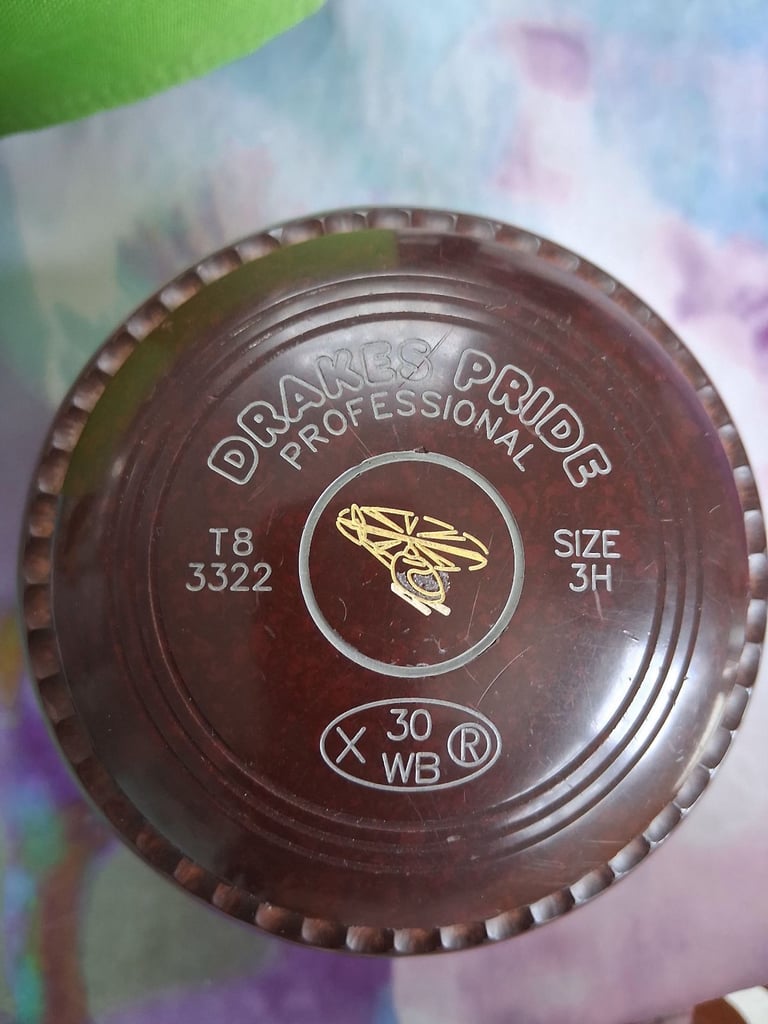 DRAKES PRIDE
PROFESSIONAL
T8
3322
SIZE
3H
30
X WB R